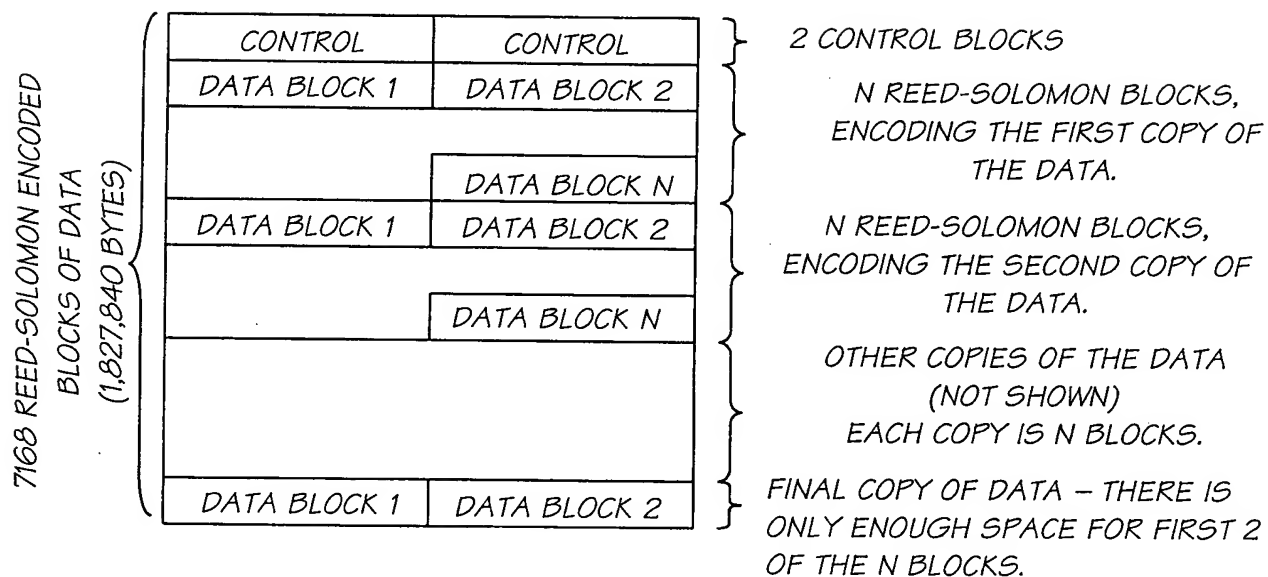 7168 REED-SOLOMON ENCODED
BLOCKS OF DATA
(1,827,840 BYTES)
CONTROL CONTROL
2 CONTROL BLOCKS
DATA BLOCK 1 DATA BLOCK 2
DATA BLOCK N
N REED-SOLOMON BLOCKS,
ENCODING THE FIRST COPY OF
THE DATA.
DATA BLOCK 1 DATA BLOCK 2
DATA BLOCK N
N REED-SOLOMON BLOCKS,
ENCODING THE SECOND COPY OF
THE DATA.
OTHER COPIES OF THE DATA
(NOT SHOWN)
EACH COPY IS N BLOCKS.
DATA BLOCK 1 DATA BLOCK 2
FINAL COPY OF DATA – THERE IS
ONLY ENOUGH SPACE FOR FIRST 2
OF THE N BLOCKS.